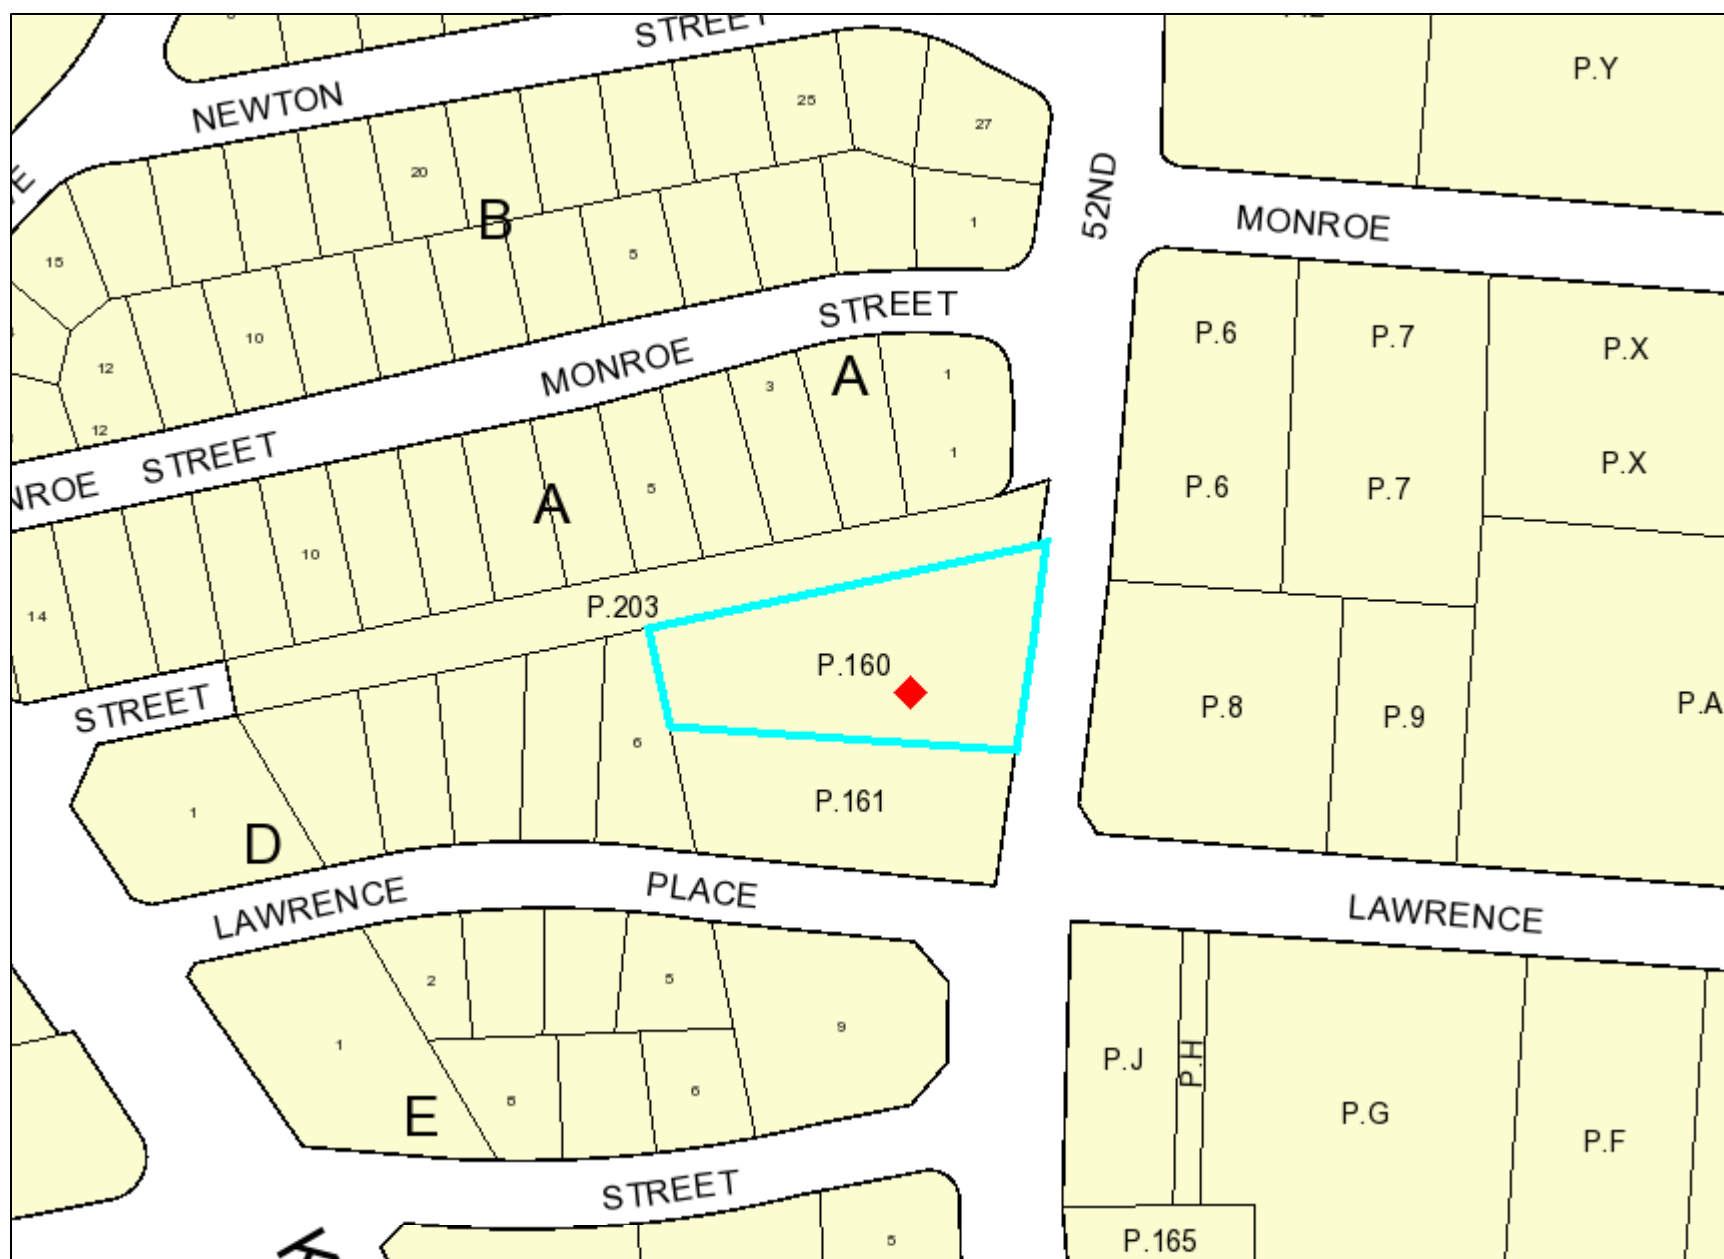 STREET
P.Y
NEWTON
25
27
20
52ND
B
1
MONROE
15
5
STREET
10
P.6
P.7
P.X
12
MONROE
A
3
1
12
STREET
NROE
1
P.X
A
5
P.6
P.7
10
14
P.203
P.160
STREET
6
P.8
P.9
P.A
1
D
P.161
LAWRENCE
PLACE
LAWRENCE
2
5
9
1
P.J
P.H
8
6
E
P.G
P.F
STREET
K
5
P.165